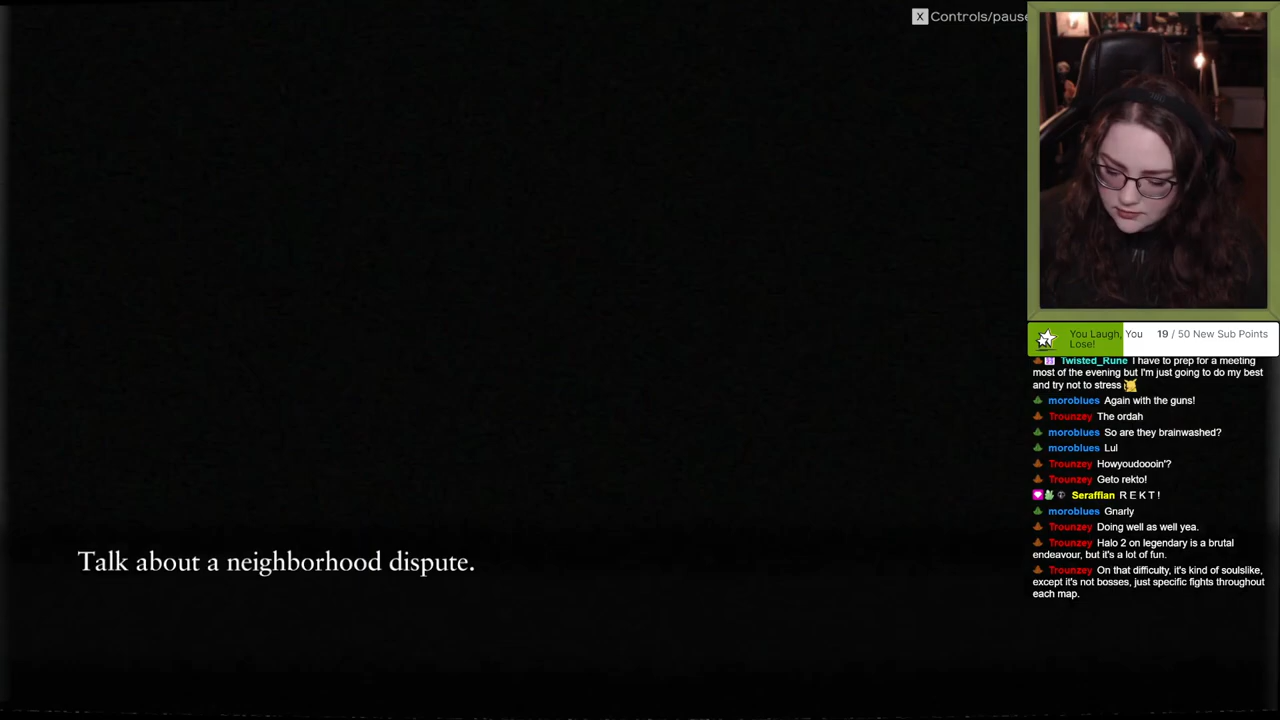 X Controls/pause
Talk about a neighborhood dispute.
You Laugh, You
Lose!
19 / 50 New Sub Points
Twisted_Rune I have to prep for a meeting
most of the evening but I'm just going to do my best
and try not to stress
moroblues Again with the guns!
Trounzey The ordah
moroblues So are they brainwashed?
moroblues Lul
Trounzey Howyoudoooin'?
Trounzey Geto rekto!
Seraffian R E K T !
moroblues Gnarly
Trounzey Doing well as well yea.
Trounzey Halo 2 on legendary is a brutal
endeavour, but it's a lot of fun.
Trounzey On that difficulty, it's kind of soulslike,
except it's not bosses, just specific fights throughout
each map.